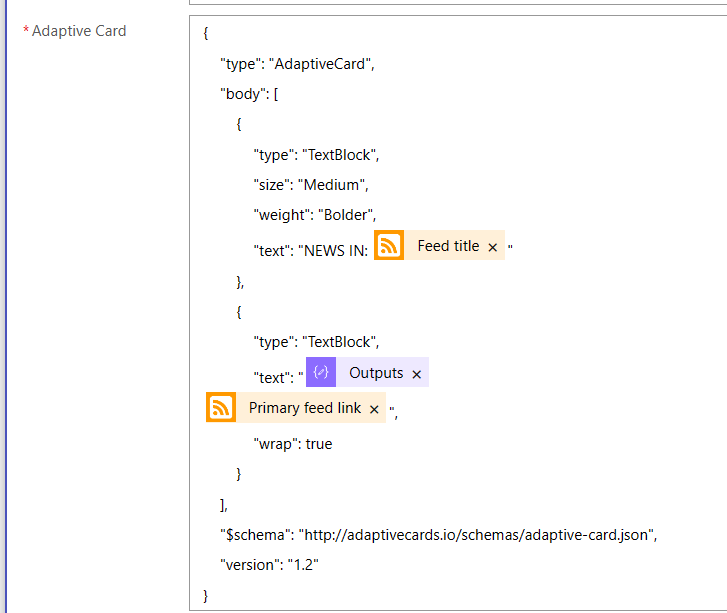 * Adaptive Card
{
"type": "AdaptiveCard",
"body": [
{
"type": "TextBlock",
"size": "Medium",
"weight": "Bolder",
"text": "NEWS IN: Feed title × "
},
{
"type": "TextBlock",
"text": " {} Outputs ×
Primary feed link × ",
"wrap": true
}
],
"$schema": "http://adaptivecards.io/schemas/adaptive-card.json",
"version": "1.2"
}